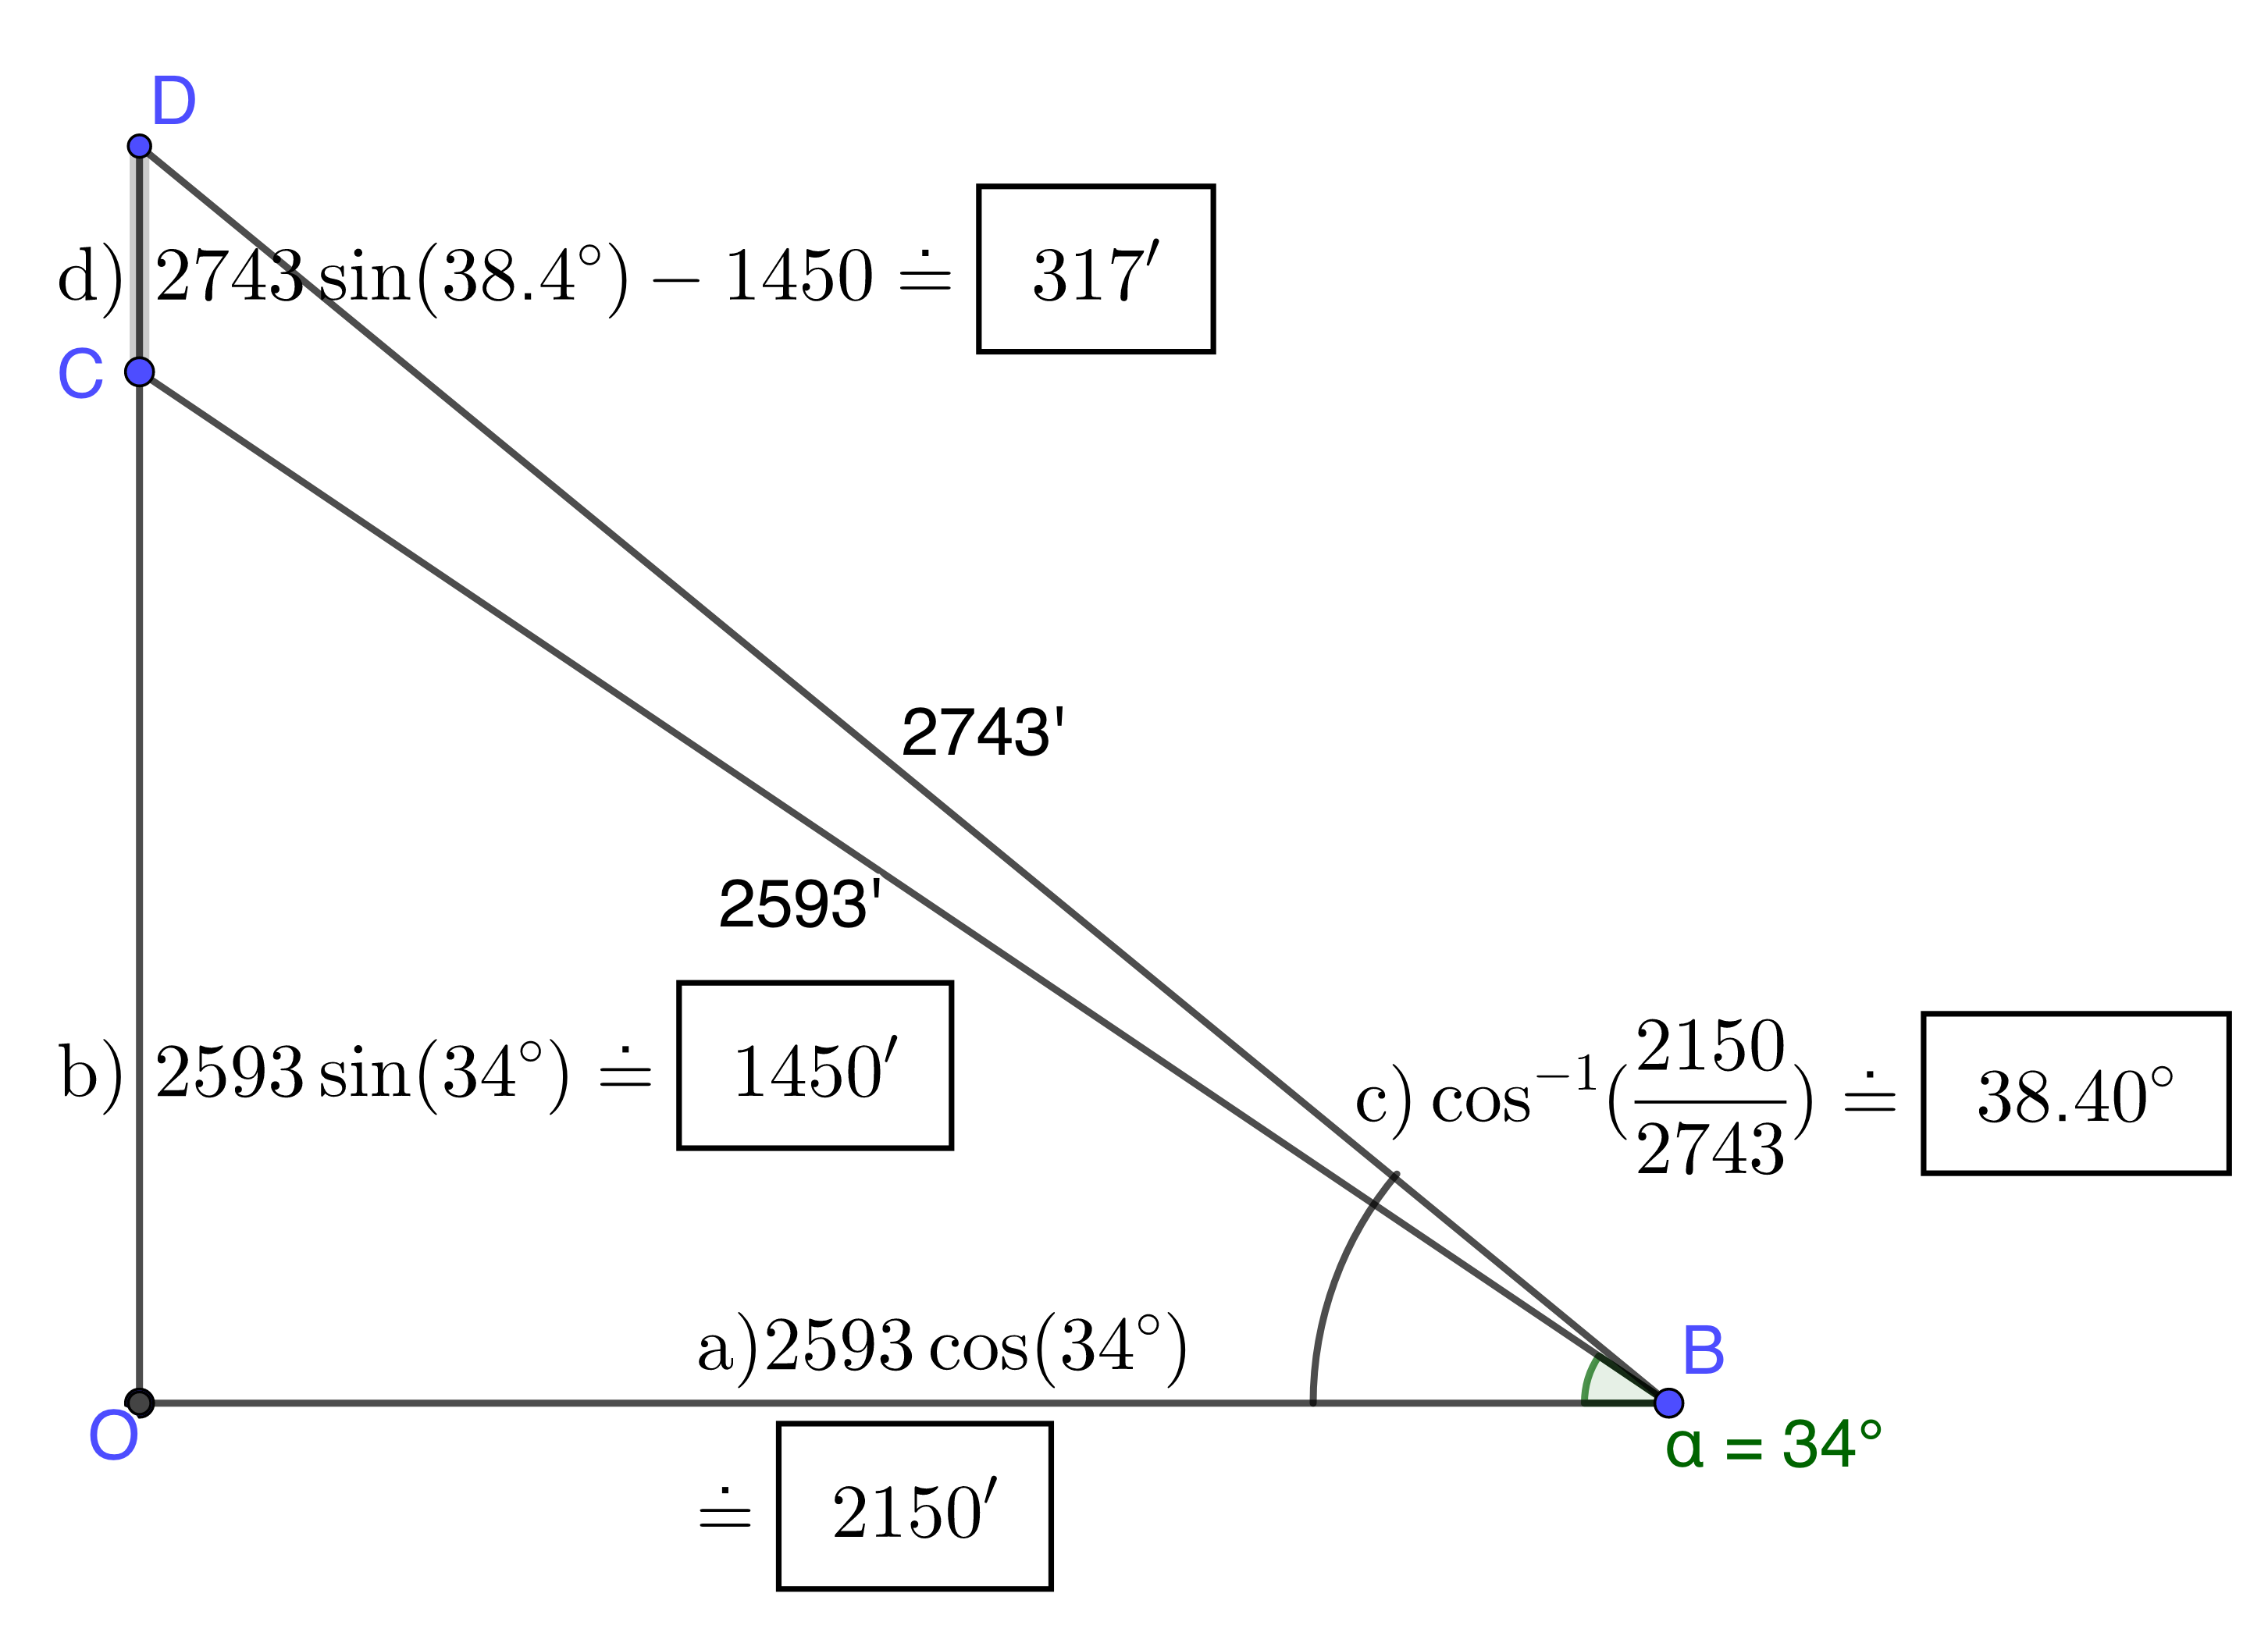 D
d) 2743 sin(38.4°) − 1450 ≐ 317′
C
2743'
2593'
b) 2593 sin(34°) ≐ 1450′
c) cos⁻¹(2150/2743) ≐ 38.40°
a)2593 cos(34°)
B
O
α = 34°
≐ 2150′